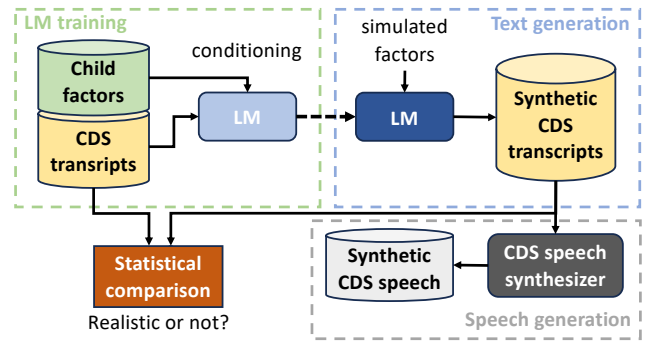 LM training
Text generation
conditioning
simulated
factors
Child
factors
LM
LM
CDS
transripts
Synthetic
CDS
transcripts
Statistical
comparison
Realistic or not?
Synthetic
CDS speech
CDS speech
synthesizer
Speech generation